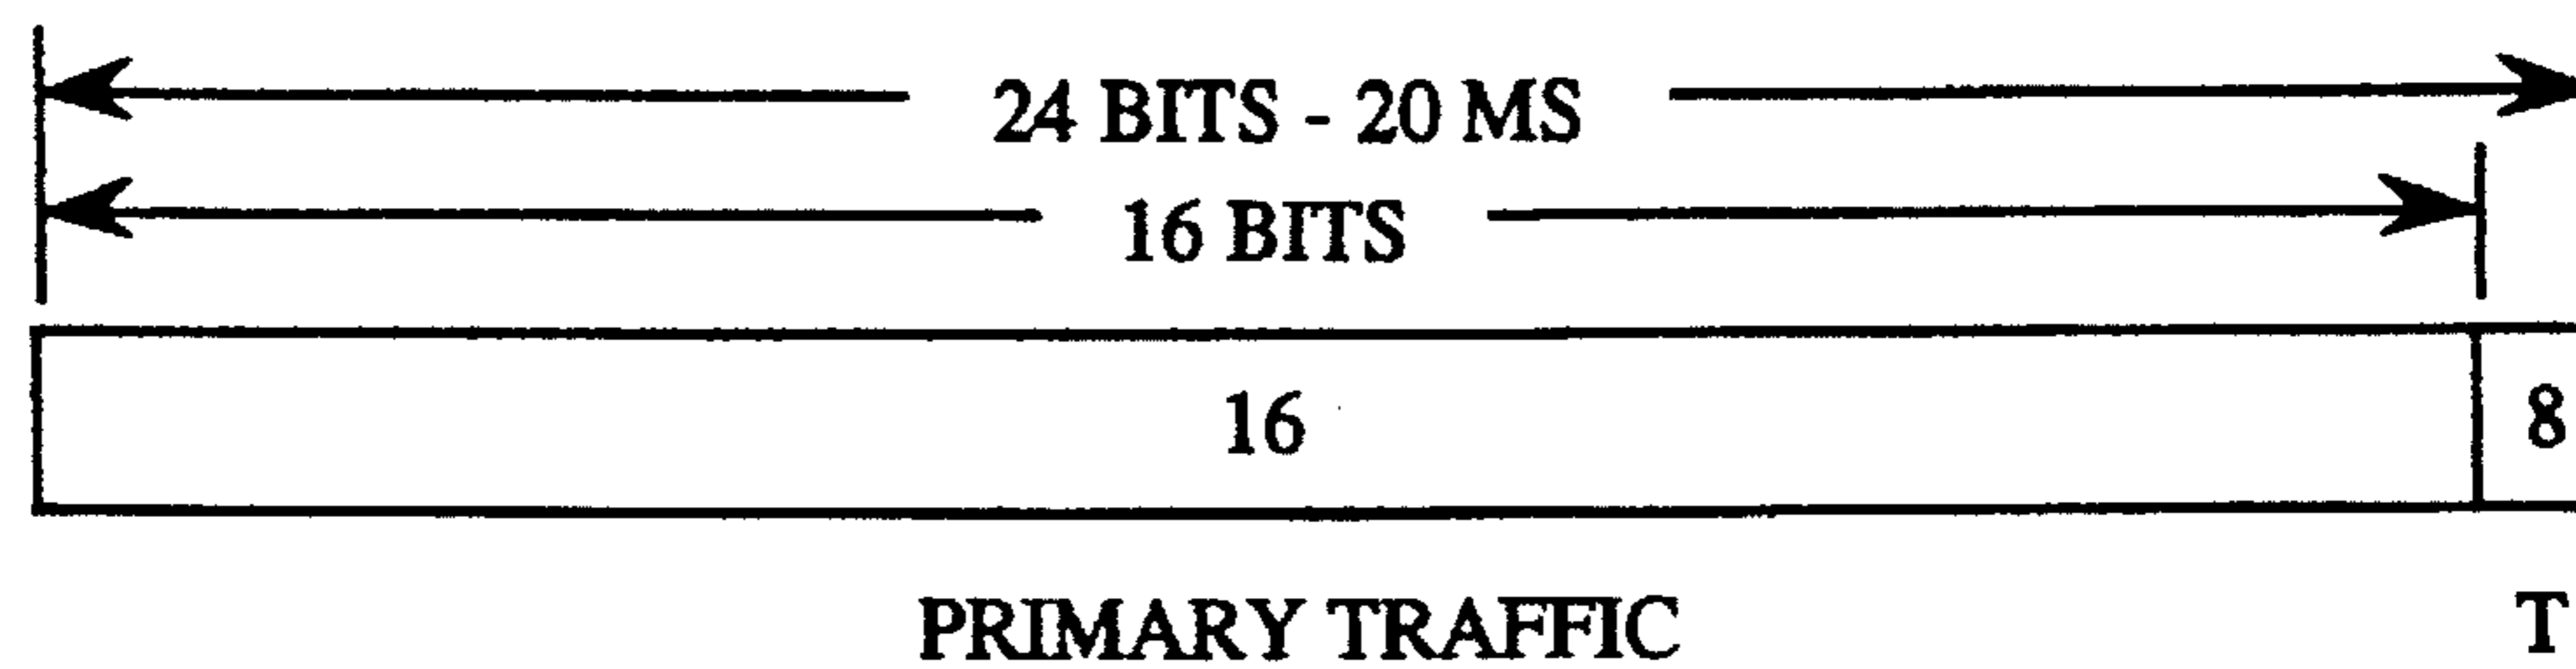 24 BITS - 20 MS
16 BITS
16 8
PRIMARY TRAFFIC T